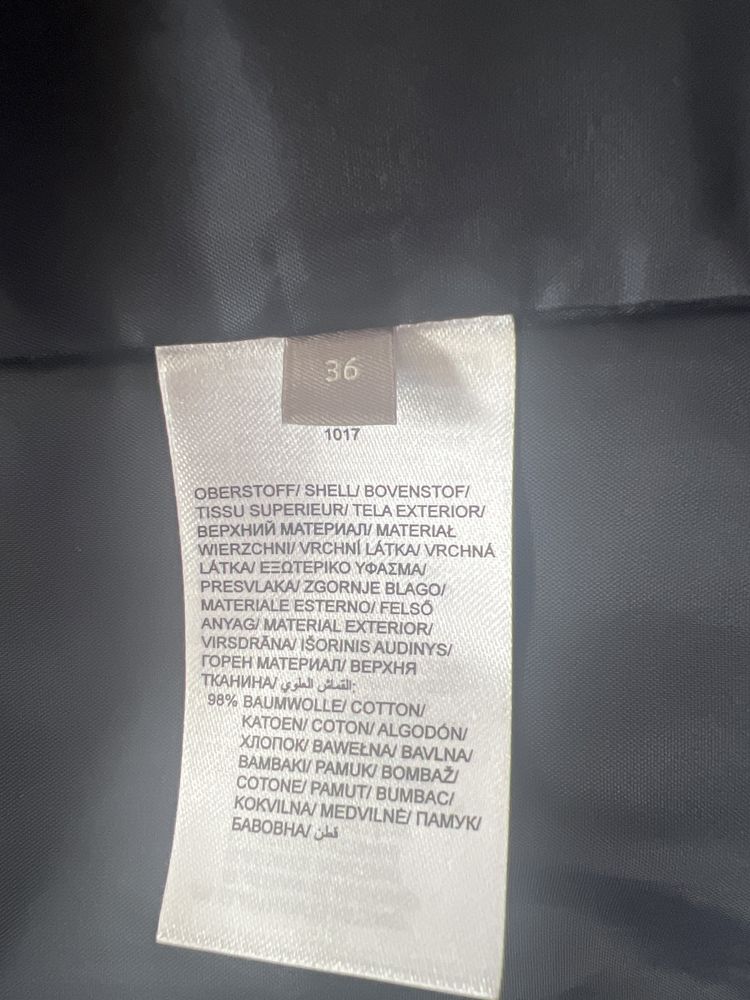 36
1017
OBERSTOFF/ SHELL/ BOVENSTOF/
TISSU SUPERIEUR/ TELA EXTERIOR/
ВЕРХНИЙ МАТЕРИАЛ/ MATERIAŁ
WIERZCHNI/ VRCHNÍ LÁTKA/ VRCHNÁ
LÁTKA/ ΕΞΩΤΕΡΙΚΟ ΥΦΑΣΜΑ/
PRESVLAKA/ ZGORNJE BLAGO/
MATERIALE ESTERNO/ FELSŐ
ANYAG/ MATERIAL EXTERIOR/
VIRSDRĀNA/ IŠORINIS AUDINYS/
ГОРЕН МАТЕРИАЛ/ ВЕРХНЯ
ТКАНИНА/ القماش العلوي:
98% BAUMWOLLE/ COTTON/
KATOEN/ COTON/ ALGODÓN/
ХЛОПОК/ BAWEŁNA/ BAVLNA/
ΒΑΜΒΑΚΙ/ PAMUK/ BOMBAŽ/
COTONE/ PAMUT/ BUMBAC/
KOKVILNA/ MEDVILNĖ/ ПАМУК/
БАВОВНА/ قطن